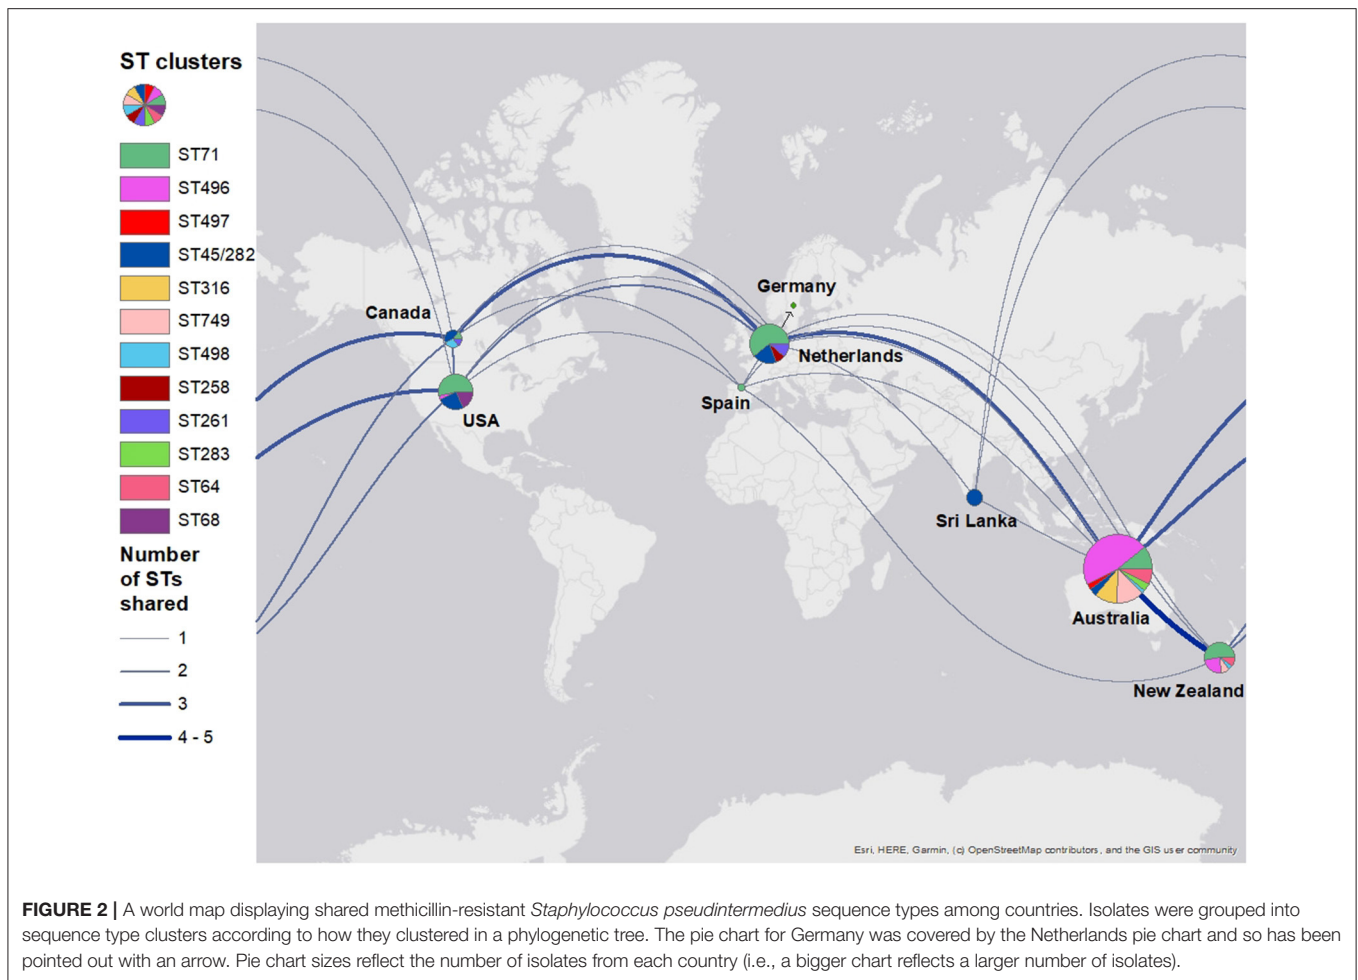 ST clusters
ST71
ST496
ST497
ST45/282
ST316
ST749
ST498
ST258
ST261
ST283
ST64
ST68
Number
of STs
shared
1
2
3
4 - 5
Canada
USA
Germany
Netherlands
Spain
Sri Lanka
Australia
New Zealand
Esri, HERE, Garmin, (c) OpenStreetMap contributors, and the GIS user community
FIGURE 2 | A world map displaying shared methicillin-resistant Staphylococcus pseudintermedius sequence types among countries. Isolates were grouped into
sequence type clusters according to how they clustered in a phylogenetic tree. The pie chart for Germany was covered by the Netherlands pie chart and so has been
pointed out with an arrow. Pie chart sizes reflect the number of isolates from each country (i.e., a bigger chart reflects a larger number of isolates).